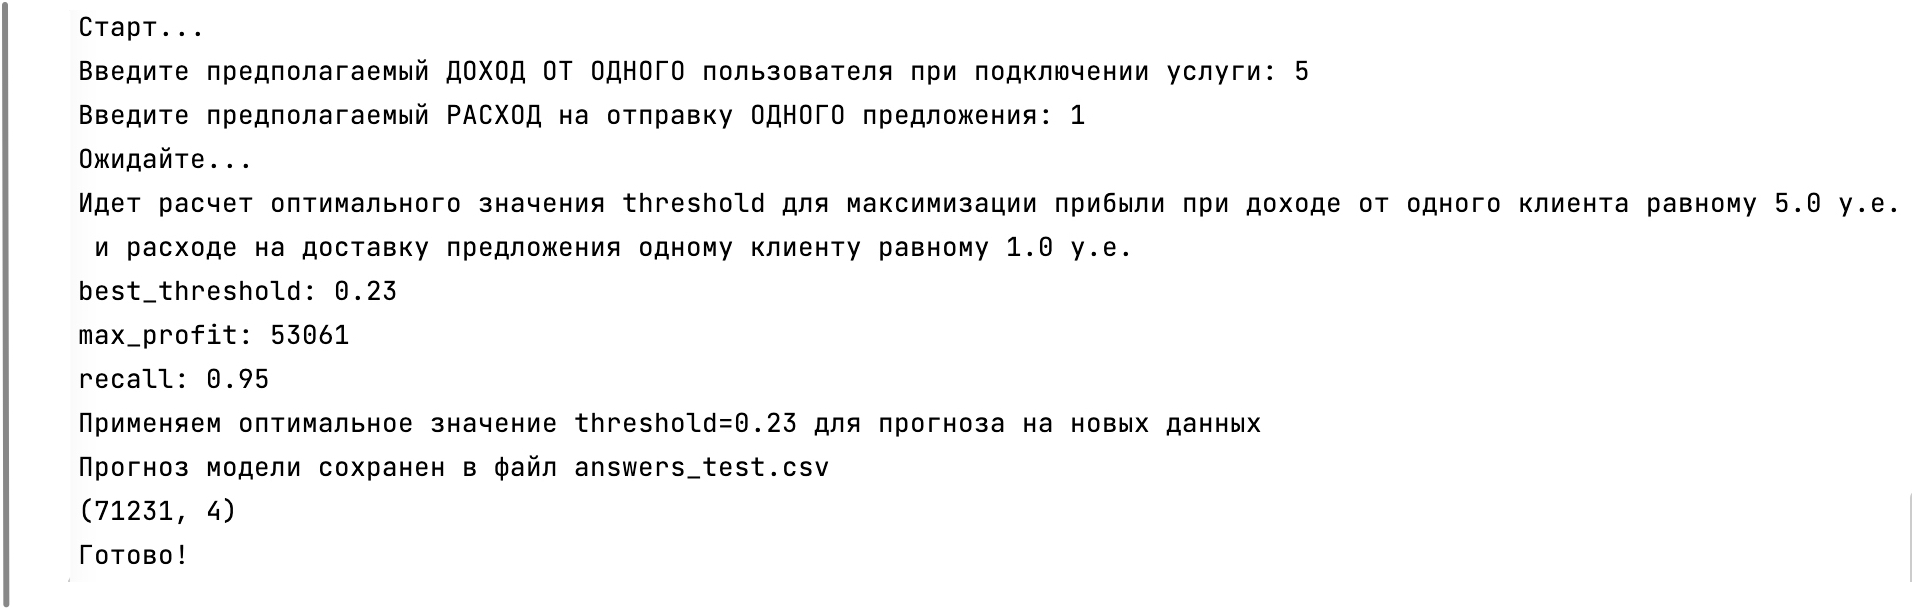 Старт...
Введите предполагаемый ДОХОД ОТ ОДНОГО пользователя при подключении услуги: 5
Введите предполагаемый РАСХОД на отправку ОДНОГО предложения: 1
Ожидайте...
Идет расчет оптимального значения threshold для максимизации прибыли при доходе от одного клиента равному 5.0 у.е.
и расходе на доставку предложения одному клиенту равному 1.0 у.е.
best_threshold: 0.23
max_profit: 53061
recall: 0.95
Применяем оптимальное значение threshold=0.23 для прогноза на новых данных
Прогноз модели сохранен в файл answers_test.csv
(71231, 4)
Готово!